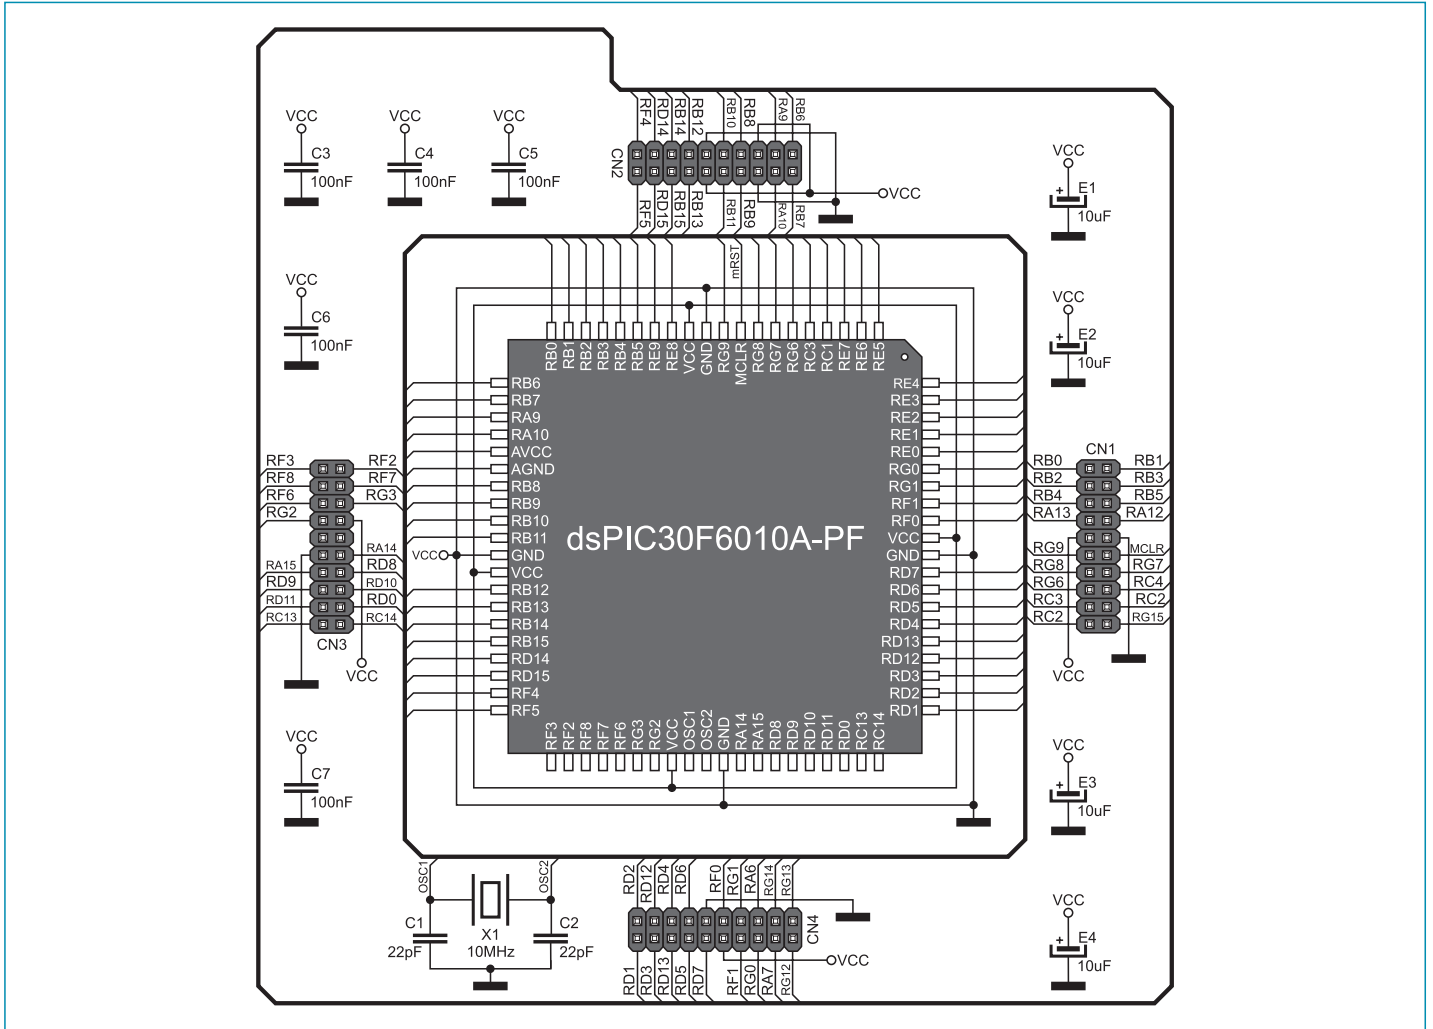 RF4 RD14 RB14 RB12 RB10 RB8 RA9 RB6
VCC VCC VCC
C3 C4 C5
100nF 100nF 100nF
CN2
VCC
RF5 RD15 RB15 RB13 RB11 RB9 RA10 RB7
VCC
E1
10uF
VCC
C6
100nF
VCC
E2
10uF
mRST
RB0 RB1 RB2 RB3 RB4 RB5 RE9 RE8 VCC GND RG9 MCLR RG8 RG7 RG6 RC3 RC1 RE7 RE6 RE5
RB6 RE4
RB7 RE3
RA9 RE2
RA10 RE1
AVCC RE0
AGND RG0
RB8 RG1
RB9 RF1
RB10 RF0
RB11 VCC
GND GND
VCC RD7
RB12 RD6
RB13 RD5
RB14 RD4
RB15 RD13
RD14 RD12
RD15 RD3
RF4 RD2
RF5 RD1
dsPIC30F6010A-PF
VCC
RF3 RF2 RF8 RF7 RF6 RG3 RG2 VCC OSC1 OSC2 GND RA14 RA15 RD8 RD9 RD10 RD11 RD0 RC13 RC14
RF3 RF2
RF8 RF7
RF6 RG3
RG2
RA14
RA15 RD8
RD9 RD10
RD11 RD0
RC13 RC14
CN3
VCC
CN1
RB0 RB1
RB2 RB3
RB4 RB5
RA13 RA12
RG9 MCLR
RG8 RG7
RG6 RC4
RC3 RC2
RC2 RG15
VCC
VCC
C7
100nF
VCC
E3
10uF
OSC1 OSC2
C1 C2
22pF 22pF
X1
10MHz
RD2 RD12 RD4 RD6 RF0 RG1 RA6 RG14 RG13
CN4
VCC
RD1 RD3 RD13 RD5 RD7 RF1 RG0 RA7 RG12
VCC
E4
10uF